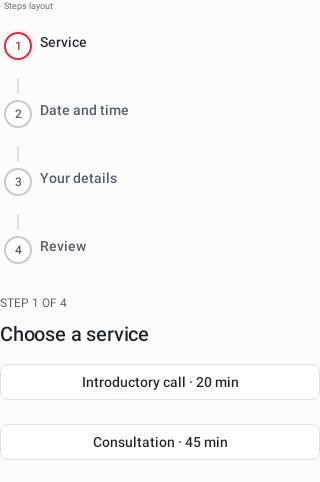 Steps layout
1 Service
2 Date and time
3 Your details
4 Review
STEP 1 OF 4
Choose a service
Introductory call · 20 min
Consultation · 45 min